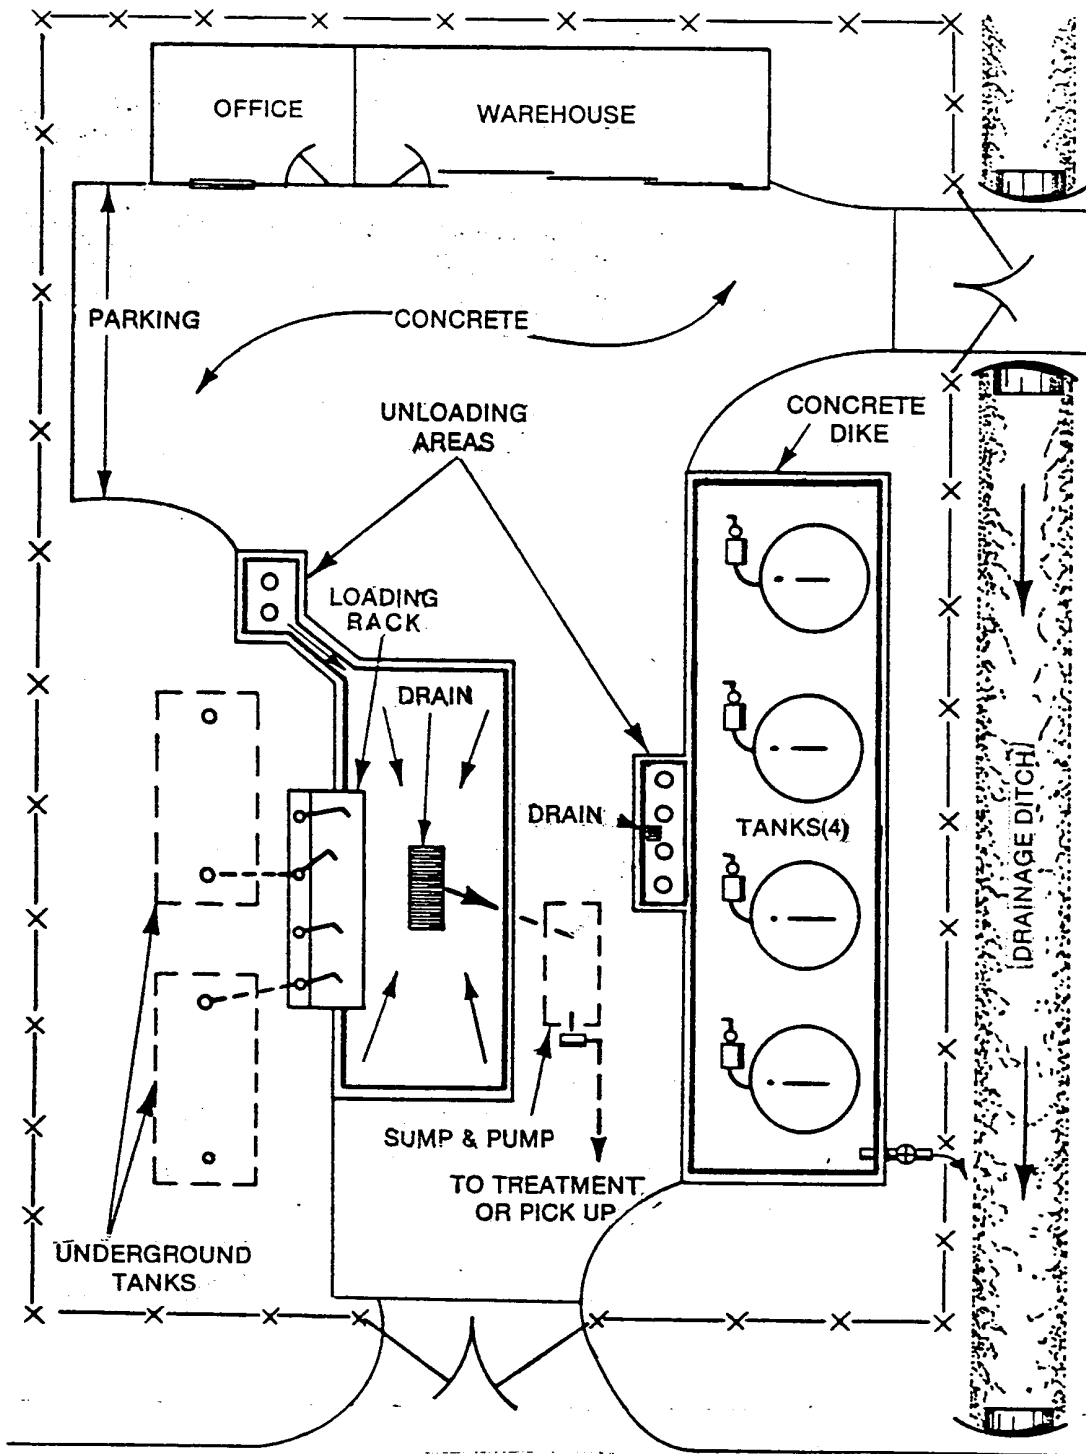 OFFICE
WAREHOUSE
PARKING
CONCRETE
UNLOADING
AREAS
CONCRETE
DIKE
LOADING
RACK
DRAIN
DRAIN
TANKS(4)
DRAINAGE DITCH
SUMP & PUMP
TO TREATMENT
OR PICK UP
UNDERGROUND
TANKS